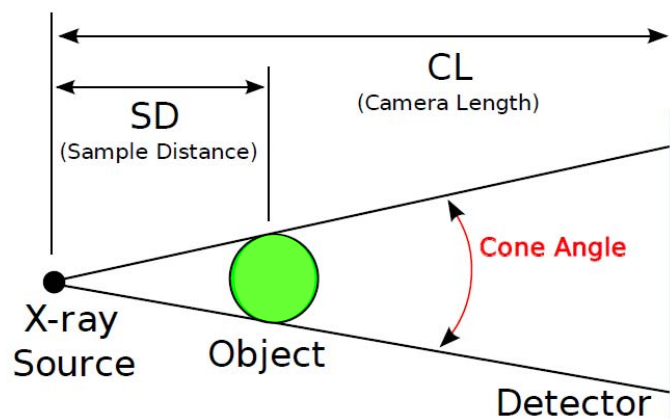 CL
(Camera Length)
SD
(Sample Distance)
Cone Angle
X-ray
Source
Object
Detector